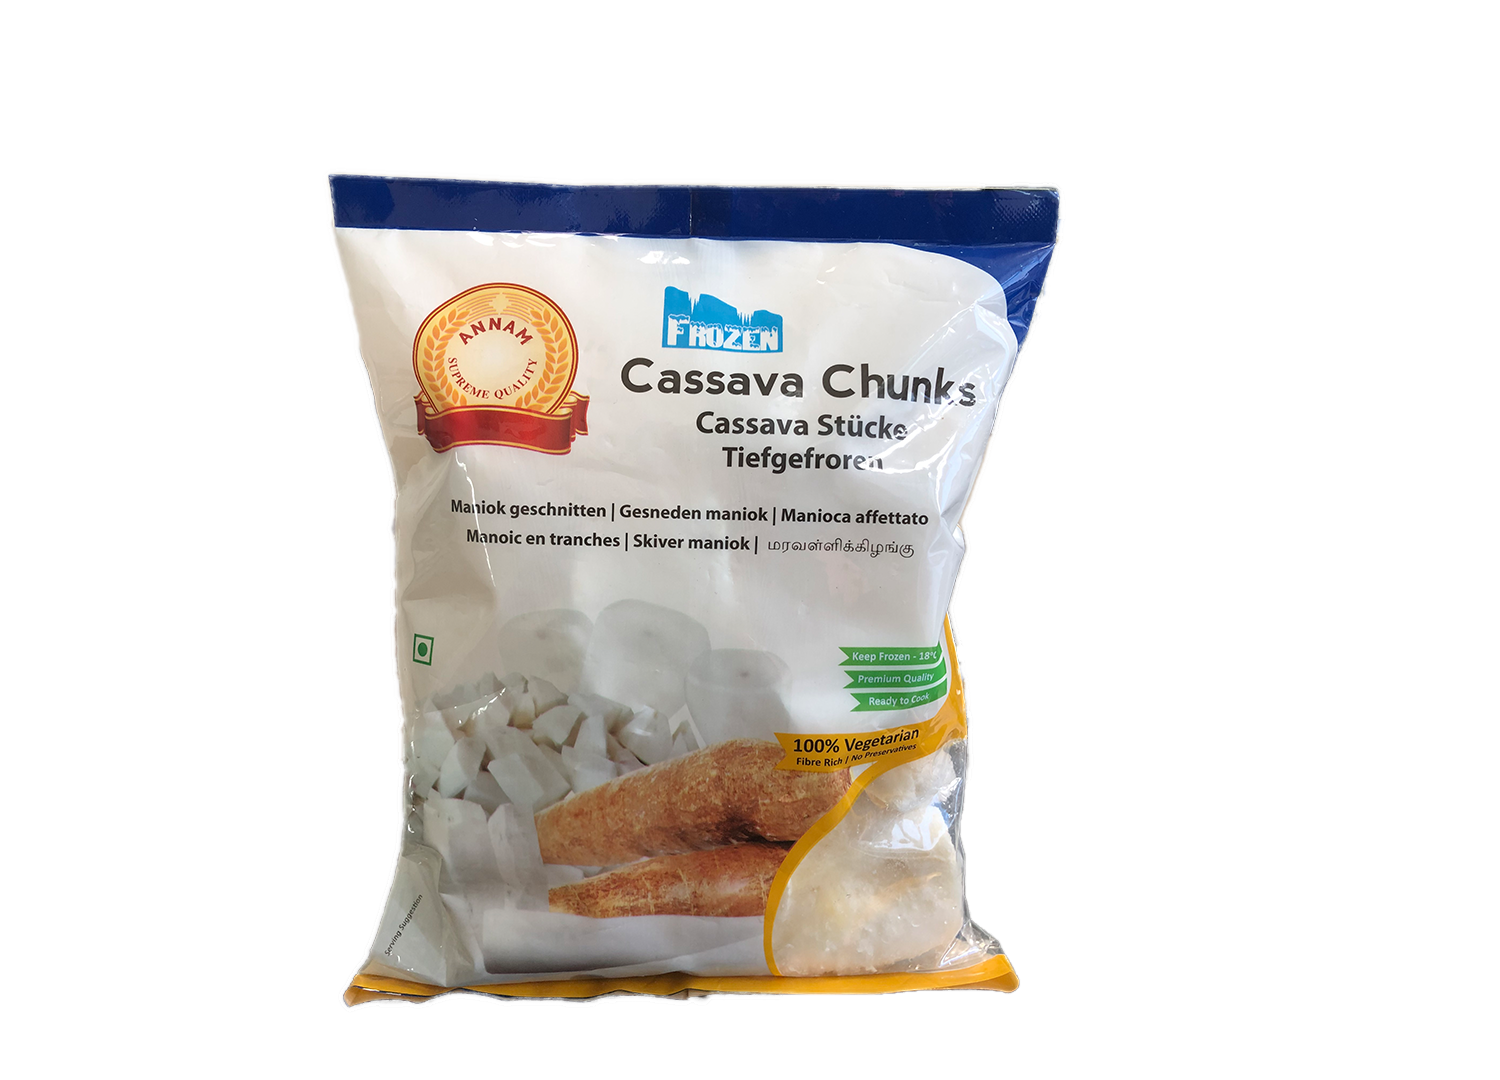 ANNAM
SUPREME QUALITY
FROZEN
Cassava Chunks
Cassava Stücke
Tiefgefroren
Maniok geschnitten | Gesneden maniok | Manioca affettato
Manoic en tranches | Skiver maniok | மரவள்ளிக்கிழங்கு
Keep Frozen - 18°C
Premium Quality
Ready to Cook
100% Vegetarian
Fibre Rich | No Preservatives
Serving Suggestion